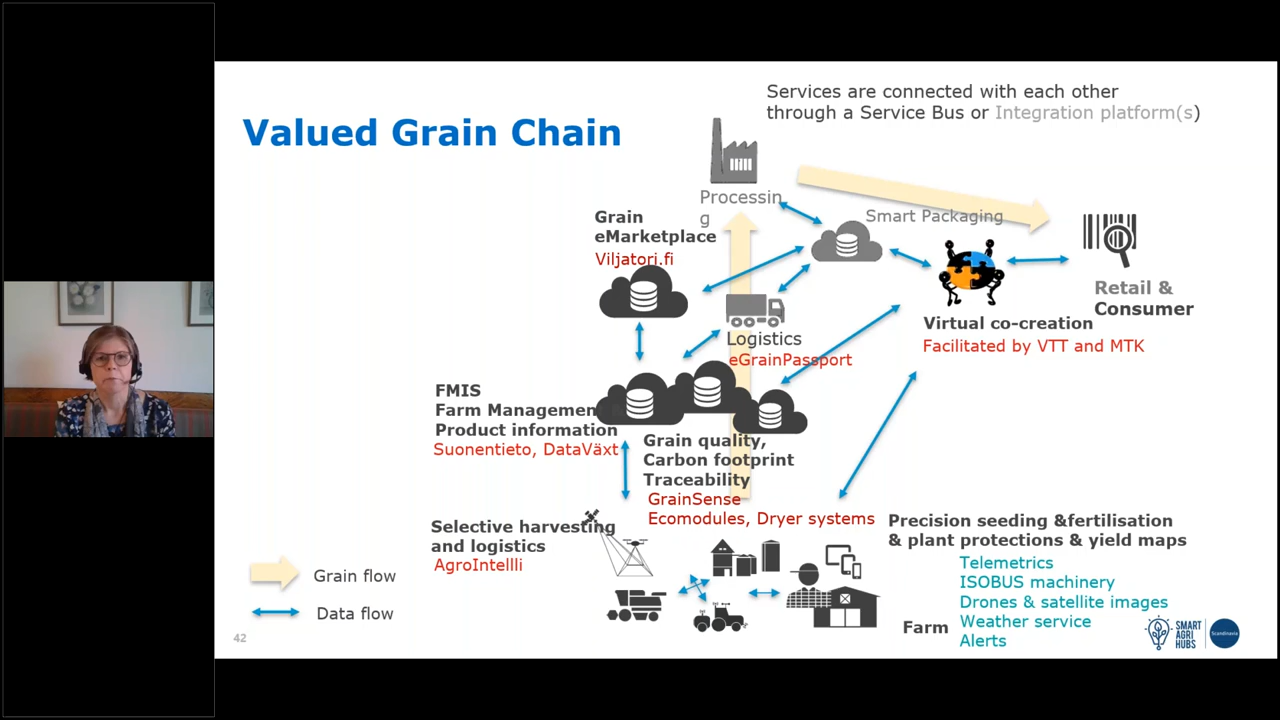 Services are connected with each other
through a Service Bus or Integration platform(s)
Valued Grain Chain
Processin
g
Smart Packaging
Grain
eMarketplace
Viljatori.fi
Retail &
Consumer
Virtual co-creation
Facilitated by VTT and MTK
Logistics
eGrainPassport
FMIS
Farm Managemen
Product information
Suonentieto, DataVäxt
Grain quality,
Carbon footprint
Traceability
GrainSense
Ecomodules, Dryer systems
Selective harvesting
and logistics
AgroIntellli
Precision seeding &fertilisation
& plant protections & yield maps
Telemetrics
ISOBUS machinery
Drones & satellite images
Weather service
Alerts
Farm
Grain flow
Data flow
42
SMART
AGRI
HUBS
Scandinavia